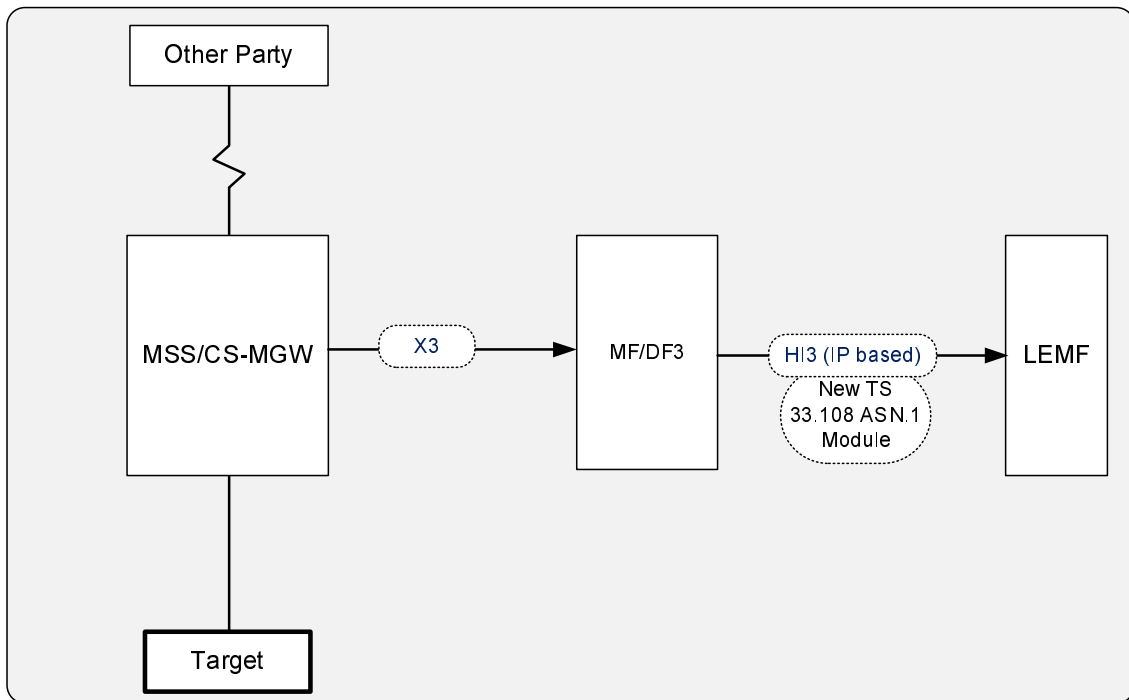 Other Party
MSS/CS-MGW
X3
MF/DF3
HI3 (IP based)
New TS
33.108 ASN.1
Module
LEMF
Target